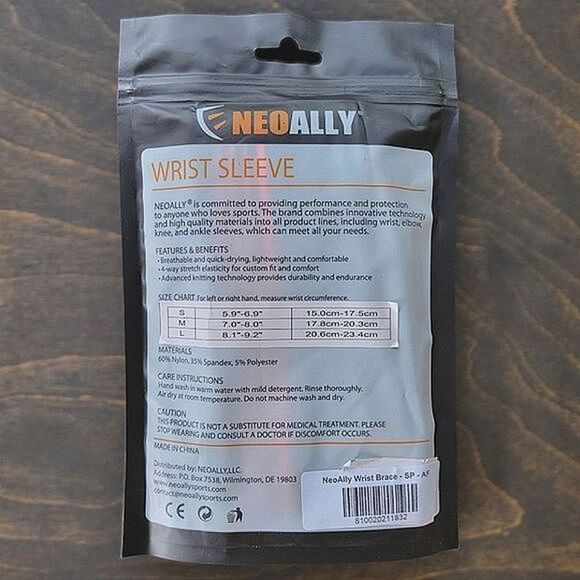 NEOALLY
WRIST SLEEVE
NEOALLY® is committed to providing performance and protection
to anyone who loves sports. The brand combines innovative technology
and high quality materials into all product lines, including wrist, elbow,
knee, and ankle sleeves, which can meet all your needs.
FEATURES & BENEFITS
• Breathable and quick-drying, lightweight and comfortable
• 4-way stretch elasticity for custom fit and comfort
• Advanced knitting technology provides durability and endurance
SIZE CHART For left or right hand, measure wrist circumference.
S 5.9"-6.9" 15.0cm-17.5cm
M 7.0"-8.0" 17.8cm-20.3cm
L 8.1"-9.2" 20.6cm-23.4cm
MATERIALS
60% Nylon, 35% Spandex, 5% Polyester
CARE INSTRUCTIONS
Hand wash in warm water with mild detergent. Rinse thoroughly.
Air dry at room temperature. Do not machine wash and dry.
CAUTION
THIS PRODUCT IS NOT A SUBSTITUTE FOR MEDICAL TREATMENT. PLEASE
STOP WEARING AND CONSULT A DOCTOR IF DISCOMFORT OCCURS.
MADE IN CHINA
Distributed by: NEOALLY,LLC.
Address: P.O. Box 7538, Wilmington, DE 19803
www.neoallysports.com
contact@neoallysports.com
CE
NeoAlly Wrist Brace - SP - AF
810020211832